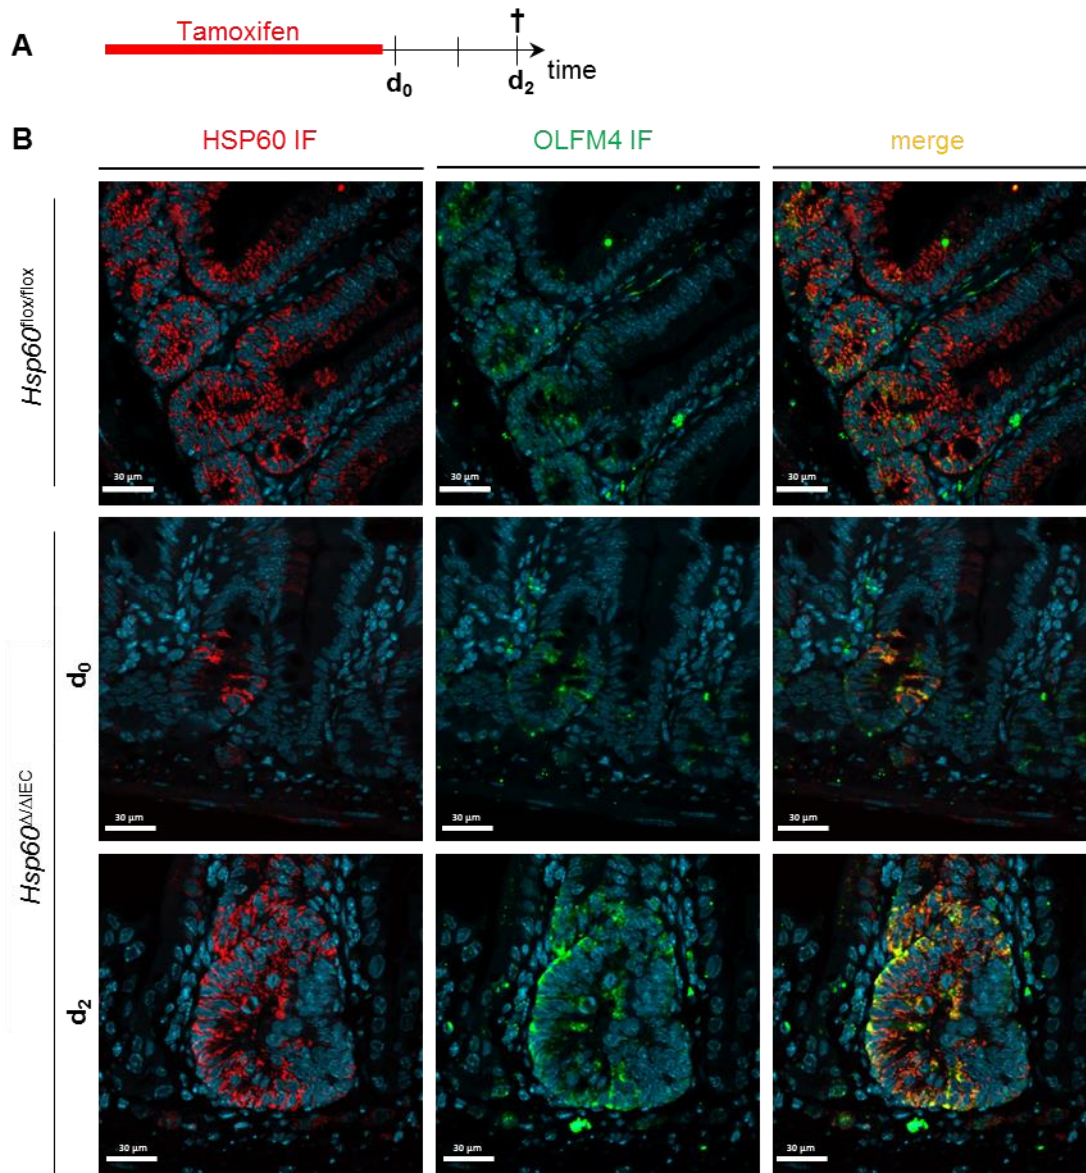 A
Tamoxifen
†
d₀
d₂
time
B
HSP60 IF
OLFM4 IF
merge
Hsp60flox/flox
30 µm
30 µm
30 µm
Hsp60Δ/ΔIEC
d₀
30 µm
30 µm
30 µm
d₂
30 µm
30 µm
30 µm